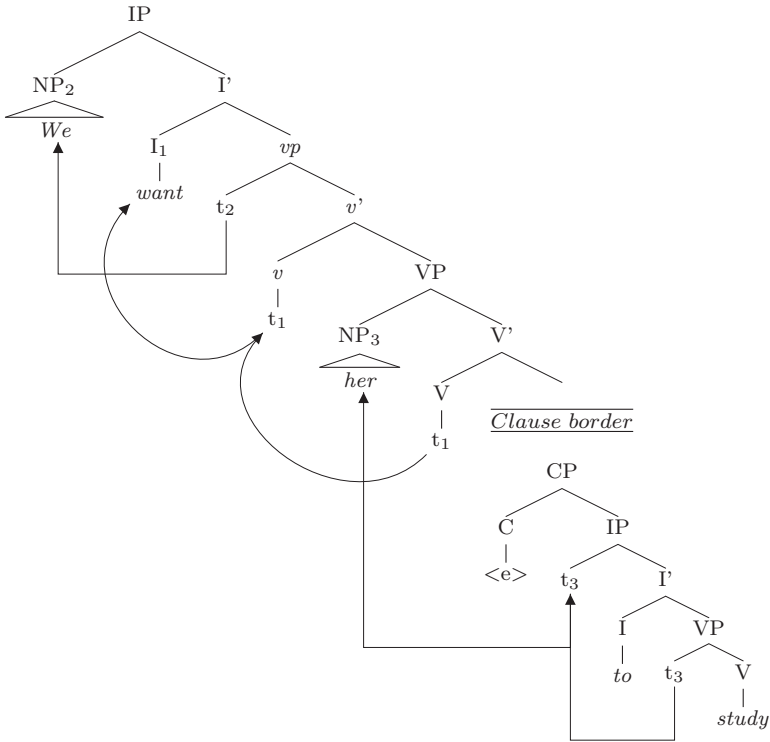 IP
NP₂ I'
We
I₁ vp
want
t₂ v'
v VP
t₁
NP₃ V'
her
V
Clause border
t₁
CP
C IP
<e> t₃ I'
I VP
to t₃ V
study